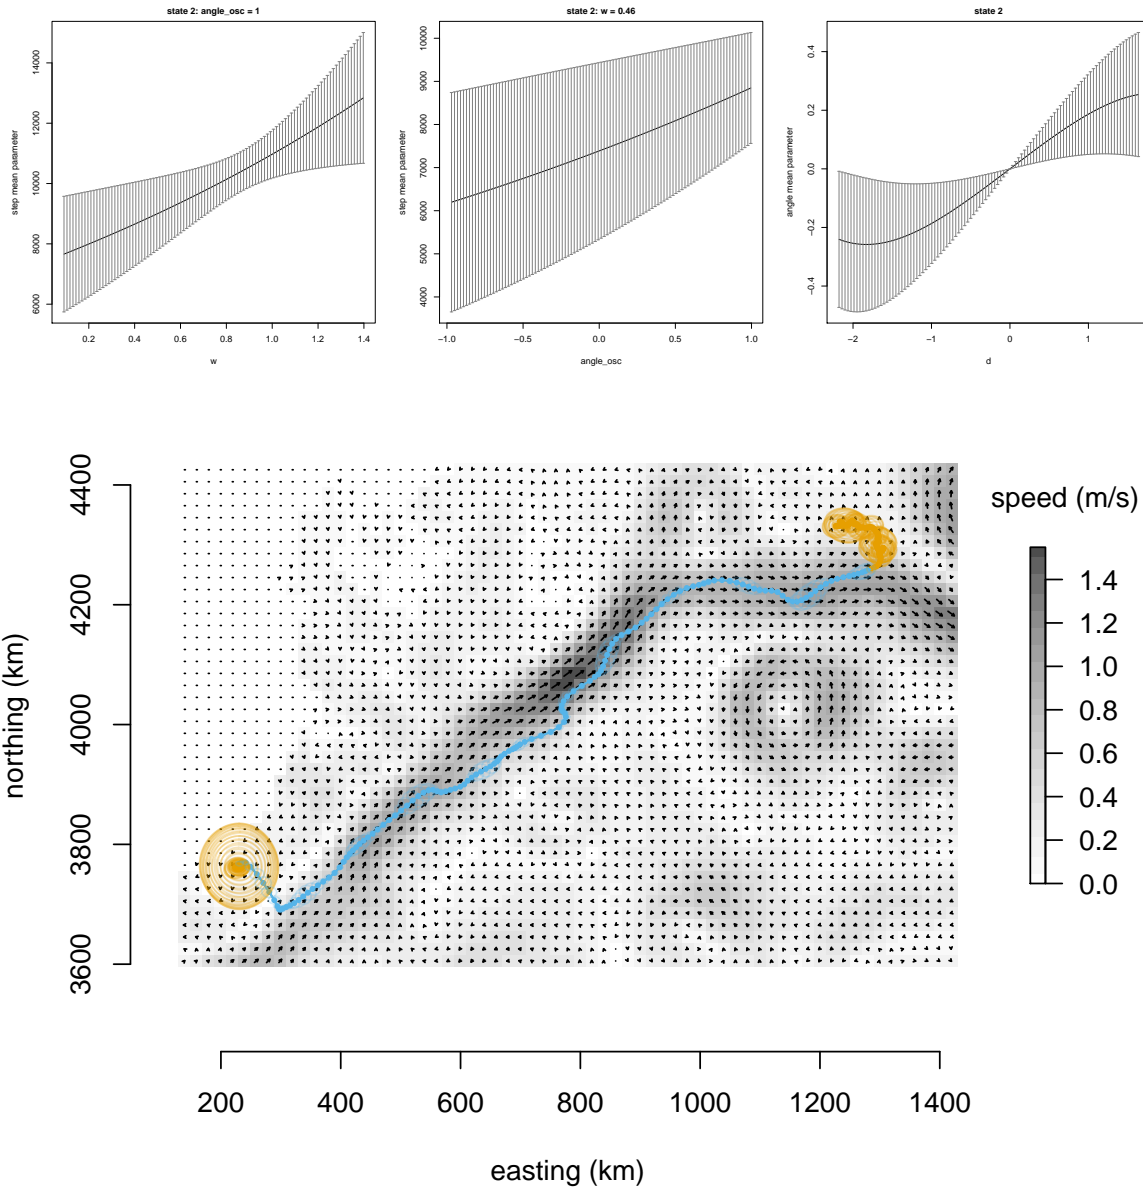 state 2: angle_osc = 1
step mean parameter
6000 8000 10000 12000 14000
0.2 0.4 0.6 0.8 1.0 1.2 1.4
w
state 2: w = 0.46
step mean parameter
4000 5000 6000 7000 8000 9000 10000
−1.0 −0.5 0.0 0.5 1.0
angle_osc
state 2
angle mean parameter
−0.4 −0.2 0.0 0.2 0.4
−2 −1 0 1
d
northing (km)
3600 3800 4000 4200 4400
200 400 600 800 1000 1200 1400
easting (km)
speed (m/s)
1.4
1.2
1.0
0.8
0.6
0.4
0.2
0.0